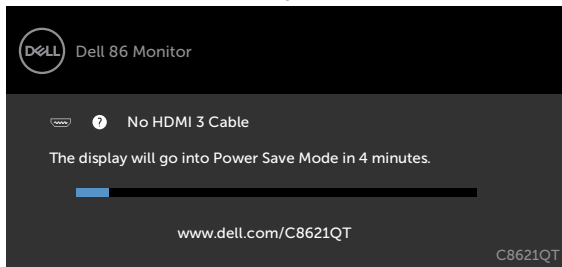 DELL
Dell 86 Monitor
? No HDMI 3 Cable
The display will go into Power Save Mode in 4 minutes.
www.dell.com/C8621QT
C8621QT